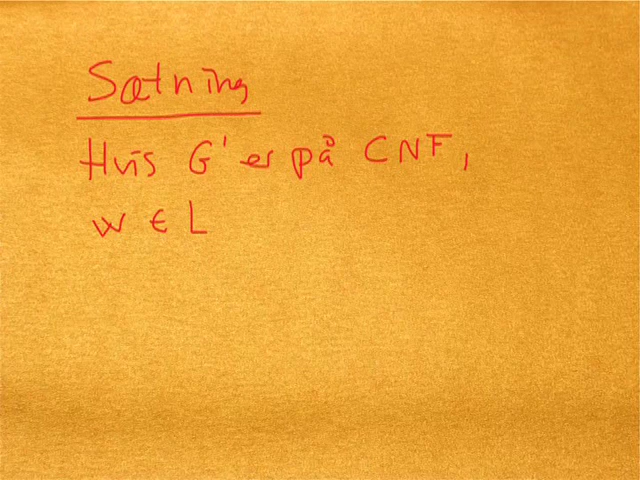 Sætning
Hvis G' er på CNF,
w ∈ L